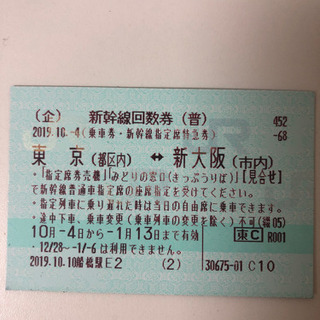 (企) 新幹線回数券(普) 452
2019.10.-4(乗車券・新幹線指定席特急券) -68
東 京(都区内) ↔ 新大阪(市内)
・「指定席券売機」「みどりの窓口(きっぷうりば)」【見合せ】で
新幹線普通車指定席の座席指定を受けてください。
・指定列車に乗り遅れた時は当日の自由席に乗車できます。
・途中下車、乗車変更(乗車列車の変更を除く)不可(繰05)
10月-4日から-1月13日まで有効 東C R001
12/28~-1/6 は利用できません。
2019.10.10船橋駅E2 (2) 30675-01 C10